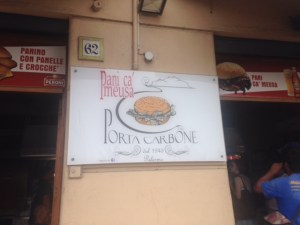 62
PANINO
CON PANELLE
E CROCCHE'
Pani ca'
meusa
PORTA CARBONE
PANI
CA' MEUSA